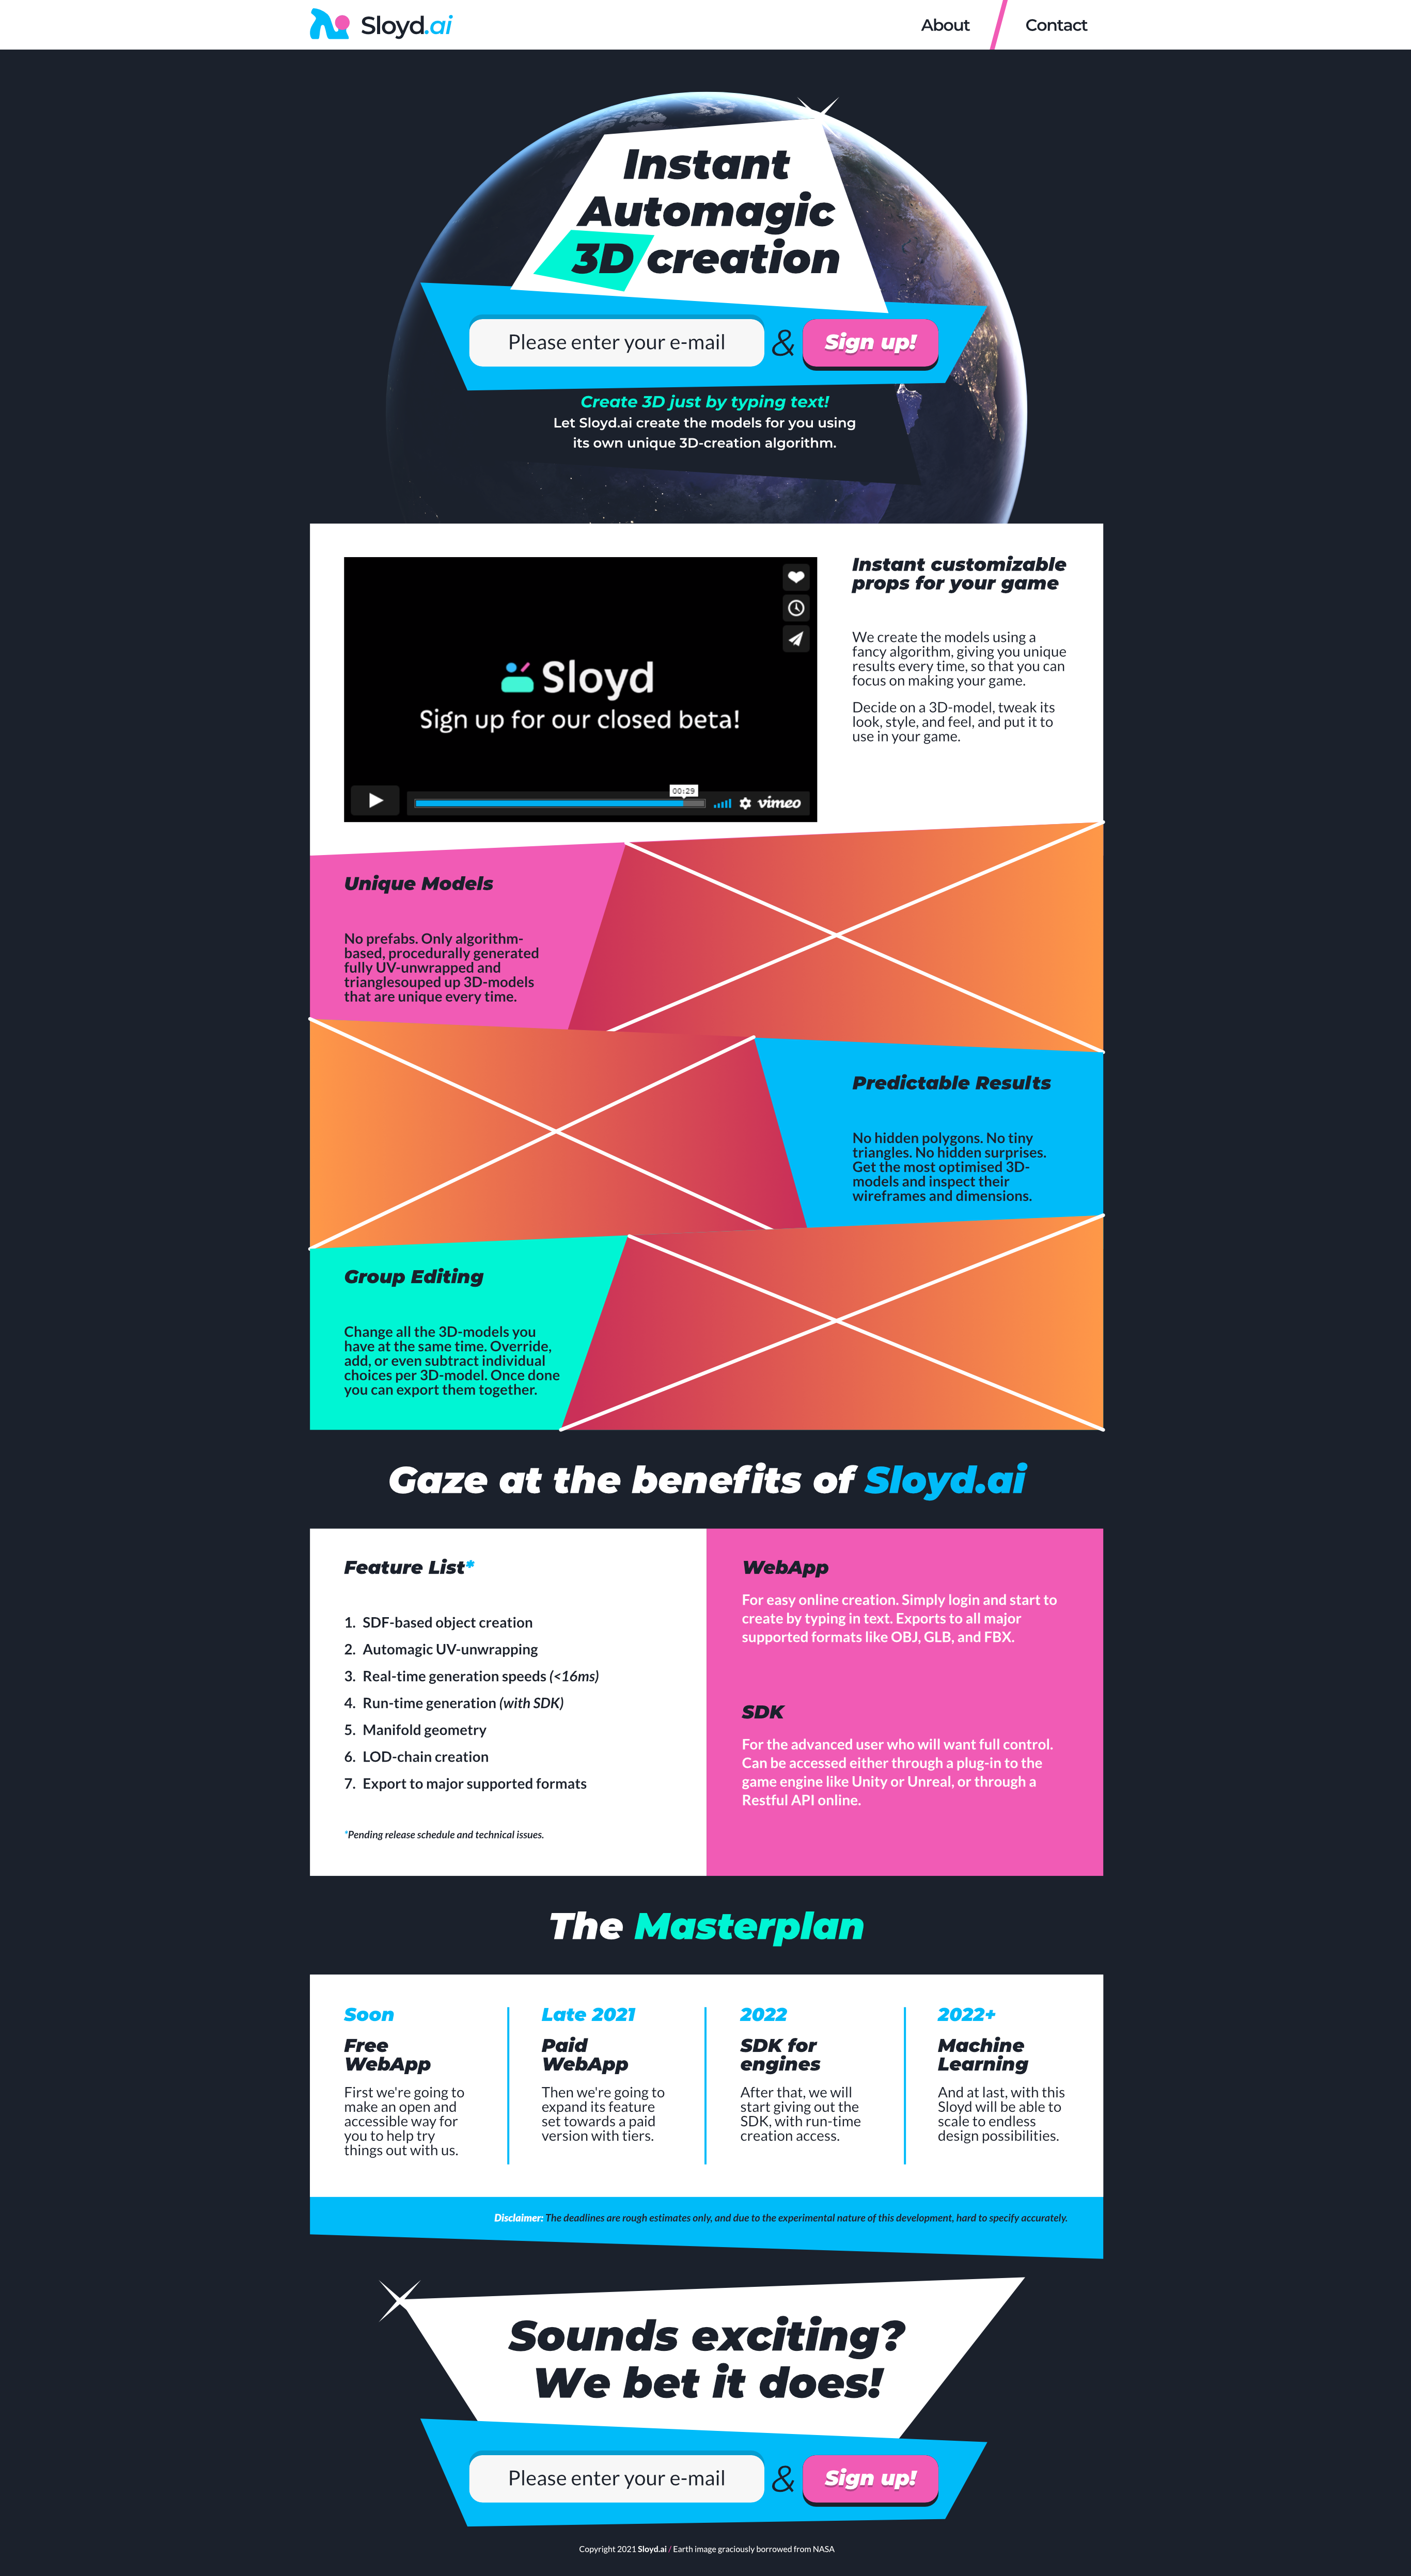 Sloyd.ai
About
Contact
Instant
Automagic
3D creation
Please enter your e-mail
&
Sign up!
Create 3D just by typing text!
Let Sloyd.ai create the models for you using
its own unique 3D-creation algorithm.
Sloyd
Sign up for our closed beta!
00:29
vimeo
Instant customizable
props for your game
We create the models using a
fancy algorithm, giving you unique
results every time, so that you can
focus on making your game.
Decide on a 3D-model, tweak its
look, style, and feel, and put it to
use in your game.
Unique Models
No prefabs. Only algorithm-
based, procedurally generated
fully UV-unwrapped and
trianglesouped up 3D-models
that are unique every time.
Predictable Results
No hidden polygons. No tiny
triangles. No hidden surprises.
Get the most optimised 3D-
models and inspect their
wireframes and dimensions.
Group Editing
Change all the 3D-models you
have at the same time. Override,
add, or even subtract individual
choices per 3D-model. Once done
you can export them together.
Gaze at the benefits of Sloyd.ai
Feature List*
1. SDF-based object creation
2. Automagic UV-unwrapping
3. Real-time generation speeds (<16ms)
4. Run-time generation (with SDK)
5. Manifold geometry
6. LOD-chain creation
7. Export to major supported formats
*Pending release schedule and technical issues.
WebApp
For easy online creation. Simply login and start to
create by typing in text. Exports to all major
supported formats like OBJ, GLB, and FBX.
SDK
For the advanced user who will want full control.
Can be accessed either through a plug-in to the
game engine like Unity or Unreal, or through a
Restful API online.
The Masterplan
Soon
Free
WebApp
First we're going to
make an open and
accessible way for
you to help try
things out with us.
Late 2021
Paid
WebApp
Then we're going to
expand its feature
set towards a paid
version with tiers.
2022
SDK for
engines
After that, we will
start giving out the
SDK, with run-time
creation access.
2022+
Machine
Learning
And at last, with this
Sloyd will be able to
scale to endless
design possibilities.
Disclaimer: The deadlines are rough estimates only, and due to the experimental nature of this development, hard to specify accurately.
Sounds exciting?
We bet it does!
Please enter your e-mail
&
Sign up!
Copyright 2021 Sloyd.ai / Earth image graciously borrowed from NASA